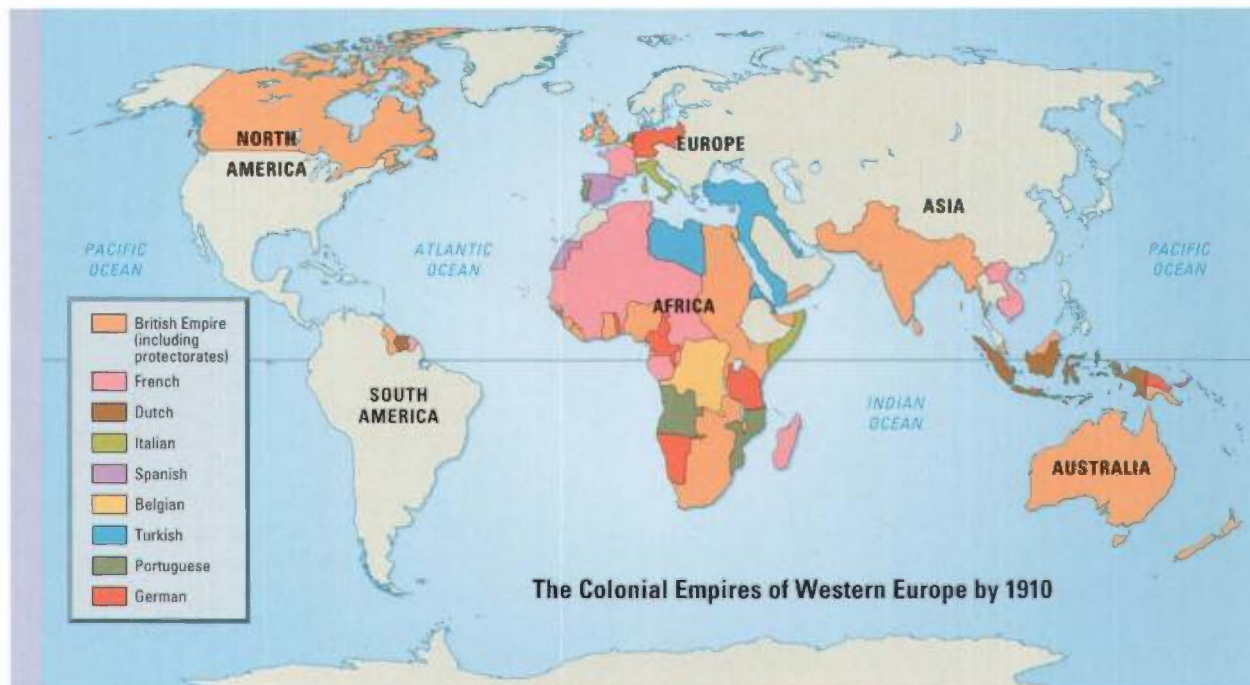 NORTH
AMERICA
EUROPE
ASIA
PACIFIC
OCEAN
ATLANTIC
OCEAN
PACIFIC
OCEAN
AFRICA
British Empire
(including
protectorates)
French
Dutch
Italian
Spanish
Belgian
Turkish
Portuguese
German
SOUTH
AMERICA
INDIAN
OCEAN
AUSTRALIA
The Colonial Empires of Western Europe by 1910